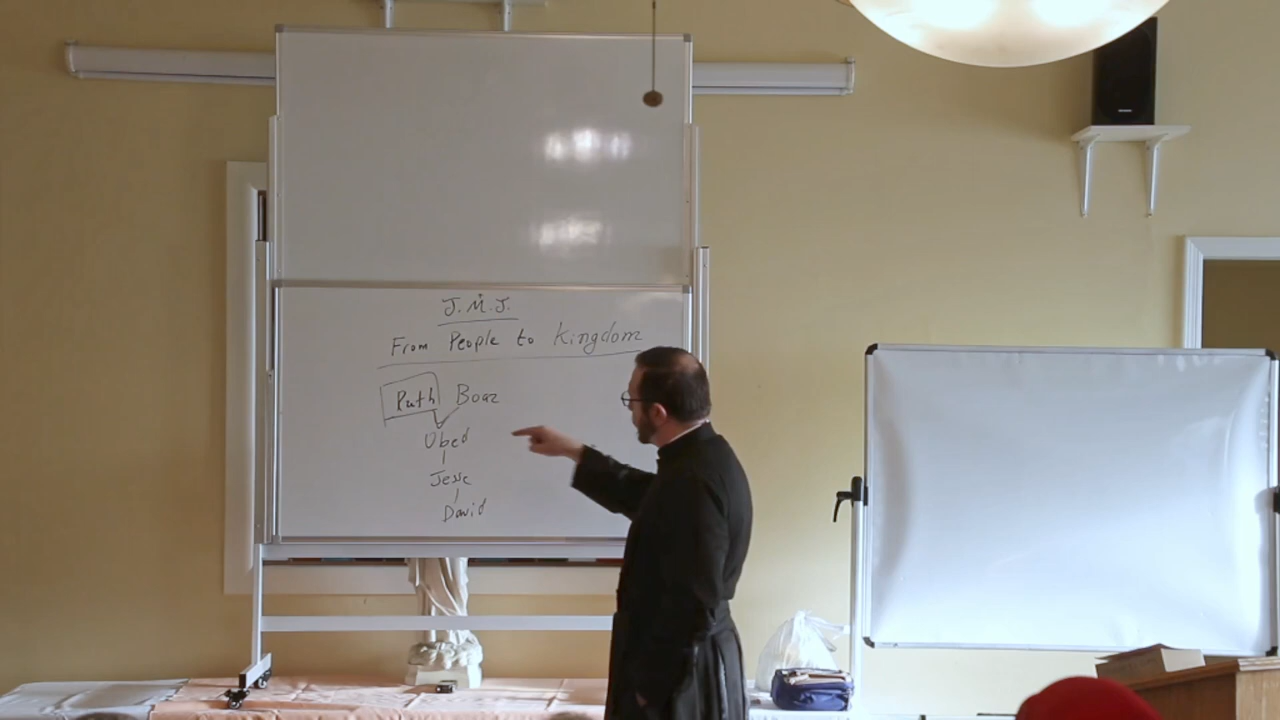 J.M.J.
From People to Kingdom
Ruth Boaz
Obed
Jesse
David